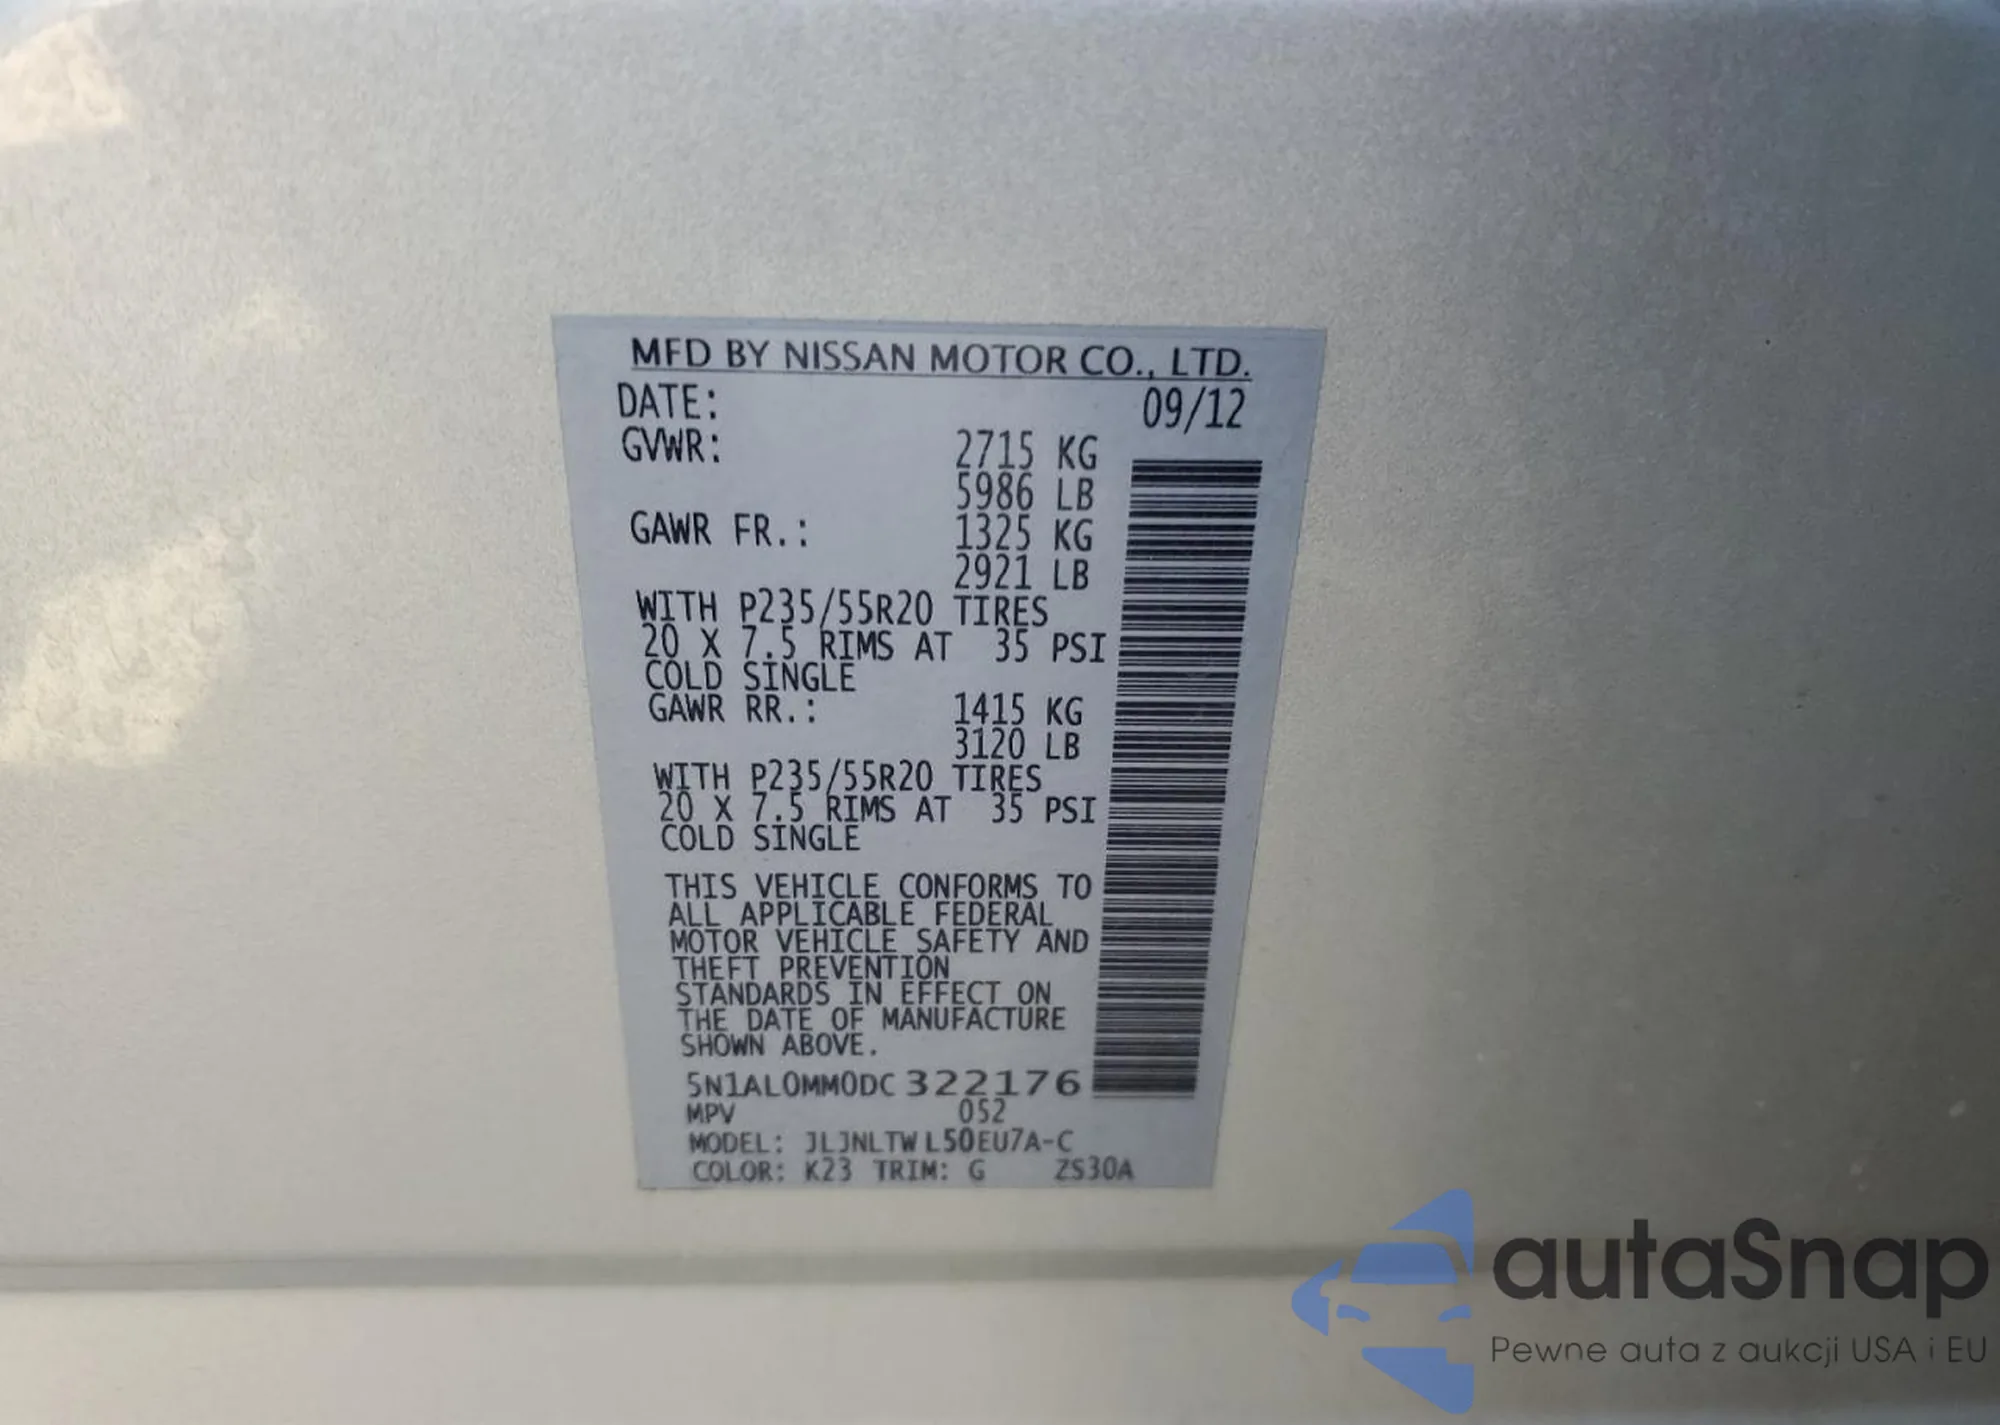 MFD BY NISSAN MOTOR CO., LTD.
DATE: 09/12
GVWR: 2715 KG
5986 LB
GAWR FR.: 1325 KG
2921 LB
WITH P235/55R20 TIRES
20 X 7.5 RIMS AT 35 PSI
COLD SINGLE
GAWR RR.: 1415 KG
3120 LB
WITH P235/55R20 TIRES
20 X 7.5 RIMS AT 35 PSI
COLD SINGLE
THIS VEHICLE CONFORMS TO
ALL APPLICABLE FEDERAL
MOTOR VEHICLE SAFETY AND
THEFT PREVENTION
STANDARDS IN EFFECT ON
THE DATE OF MANUFACTURE
SHOWN ABOVE.
5N1AL0MM0DC 322176
MPV 052
MODEL: JLJNLTW L50EU7A-C
COLOR: K23 TRIM: G ZS30A
autaSnap
Pewne auta z aukcji USA i EU